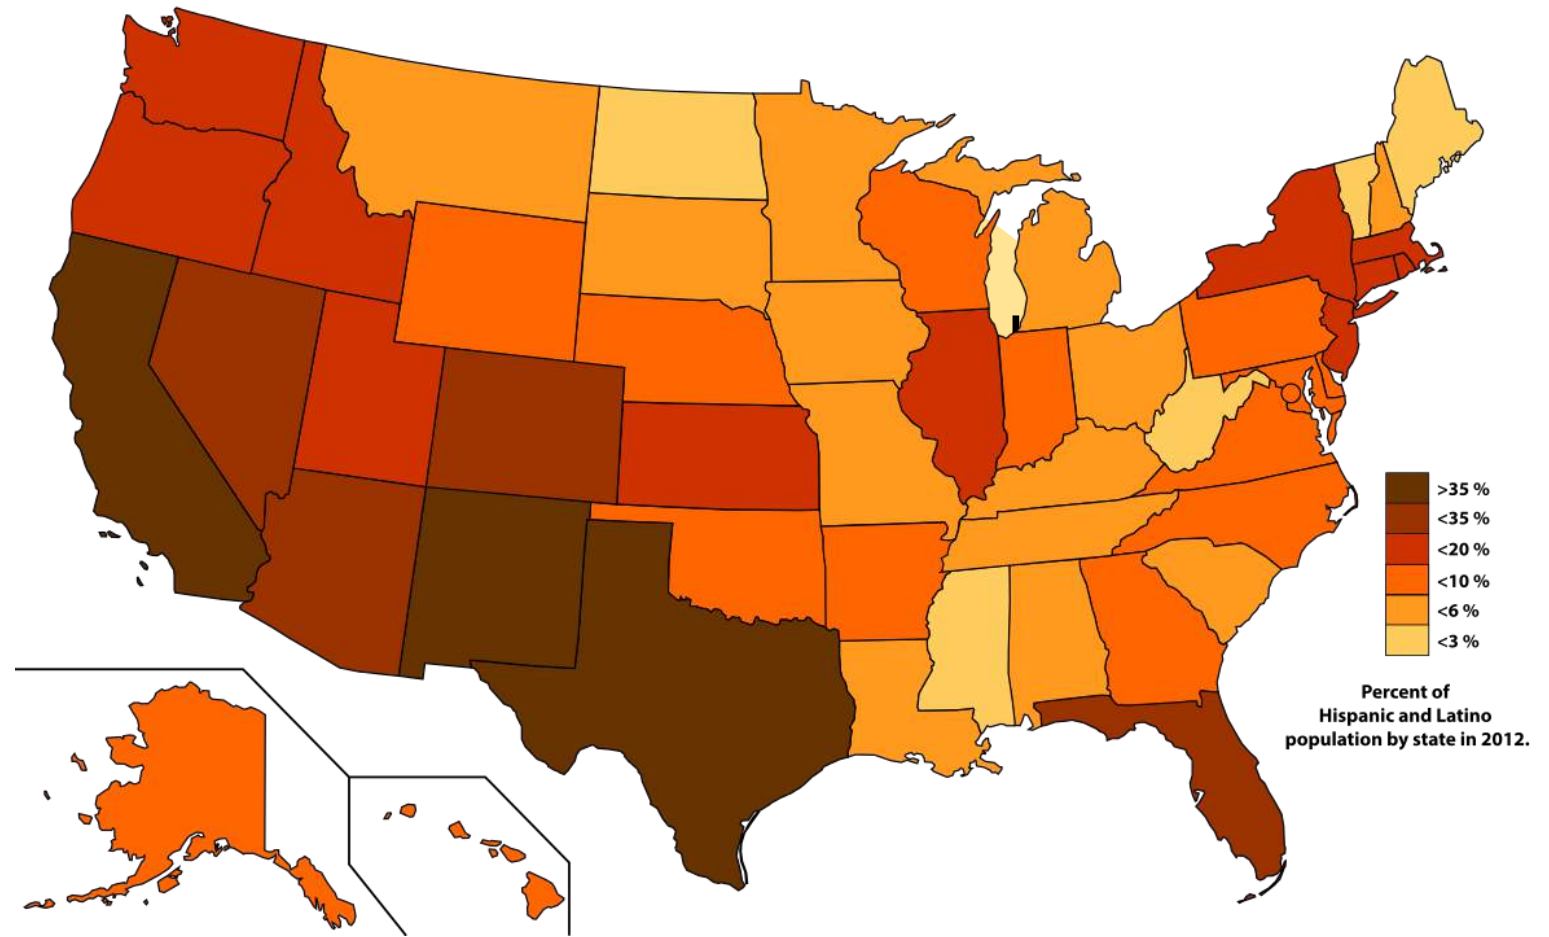 >35 %
<35 %
<20 %
<10 %
<6 %
<3 %
Percent of
Hispanic and Latino
population by state in 2012.